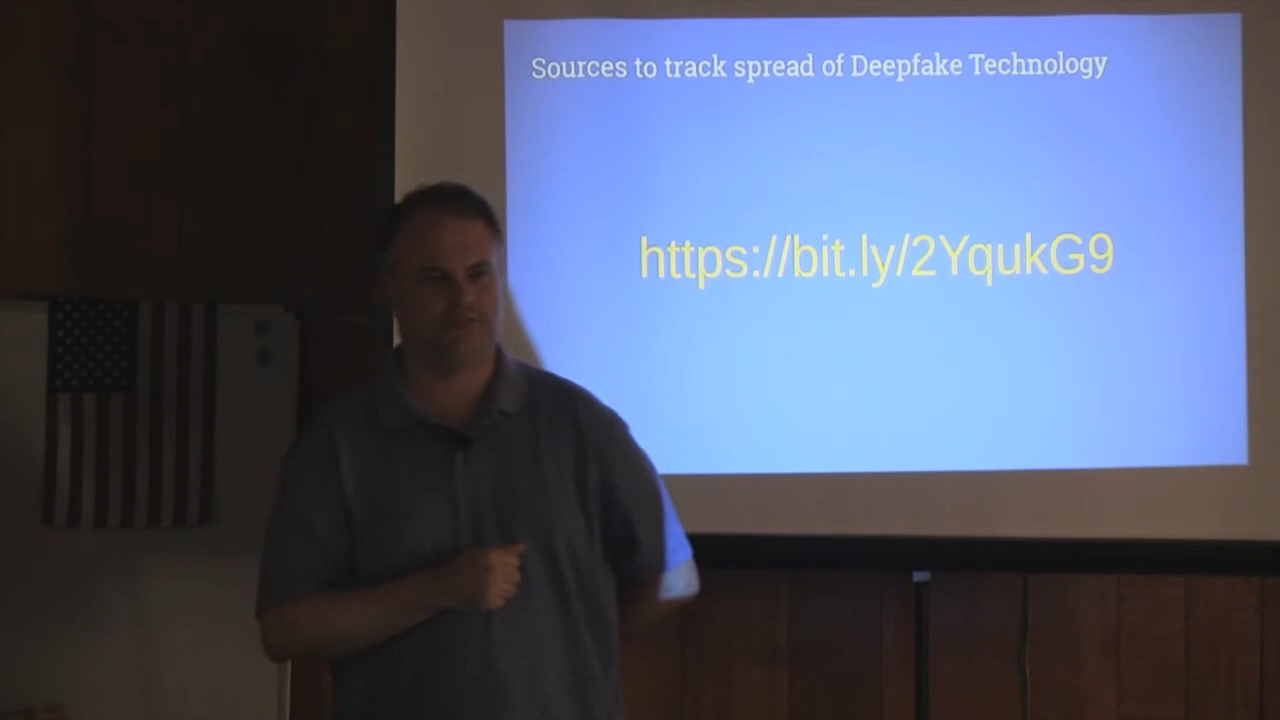 Sources to track spread of Deepfake Technology
https://bit.ly/2YqukG9